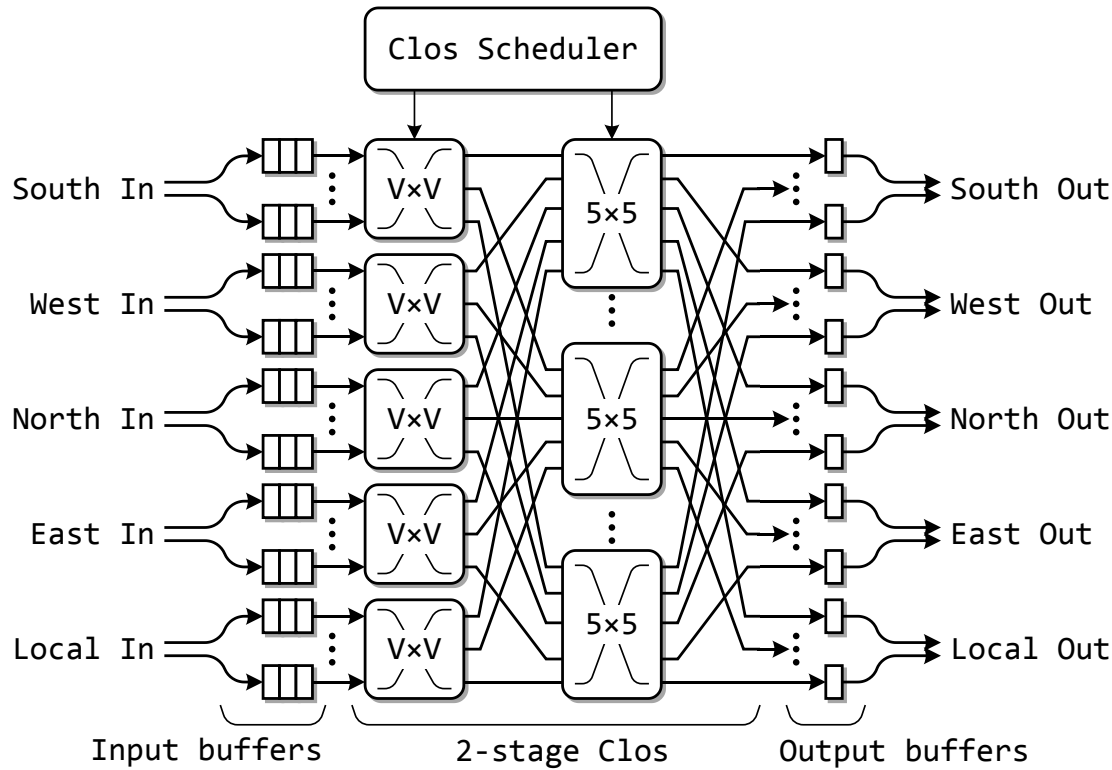 Clos Scheduler
South In
V×V
5×5
South Out
West In
V×V
West Out
North In
V×V
5×5
North Out
East In
V×V
East Out
Local In
V×V
5×5
Local Out
Input buffers
2-stage Clos
Output buffers